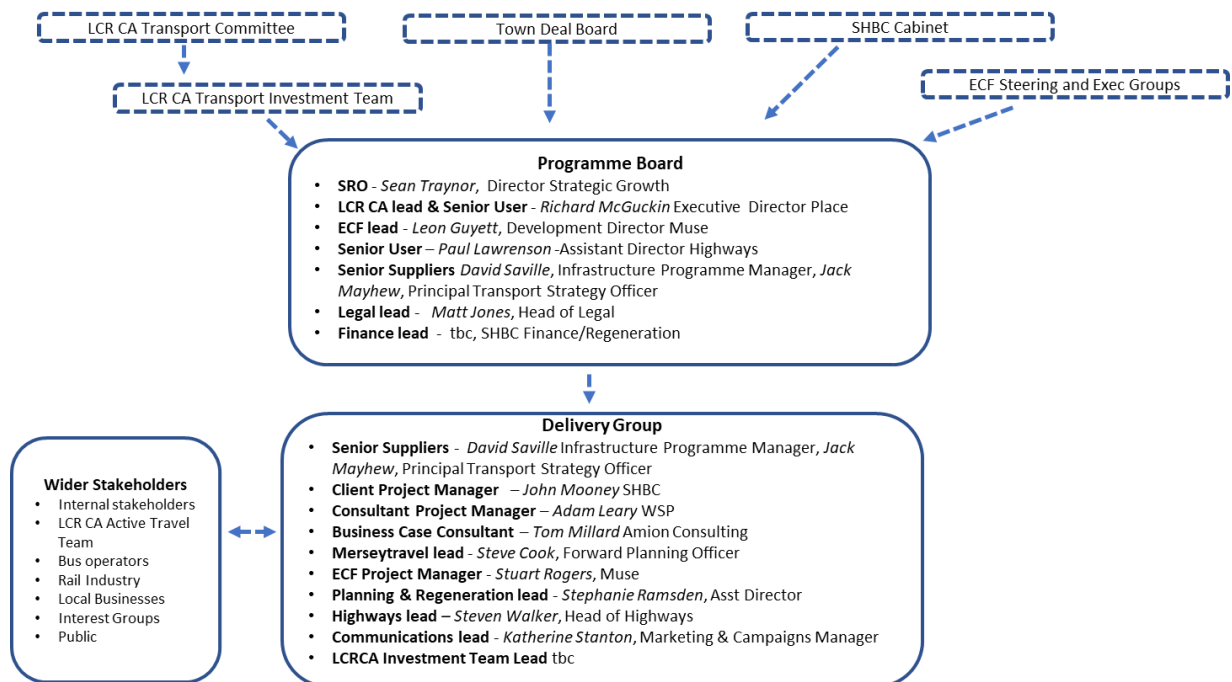 LCR CA Transport Committee
Town Deal Board
SHBC Cabinet
LCR CA Transport Investment Team
ECF Steering and Exec Groups
Programme Board
• SRO - Sean Traynor, Director Strategic Growth
• LCR CA lead & Senior User - Richard McGuckin Executive Director Place
• ECF lead - Leon Guyett, Development Director Muse
• Senior User – Paul Lawrenson -Assistant Director Highways
• Senior Suppliers David Saville, Infrastructure Programme Manager, Jack
Mayhew, Principal Transport Strategy Officer
• Legal lead - Matt Jones, Head of Legal
• Finance lead - tbc, SHBC Finance/Regeneration
Delivery Group
• Senior Suppliers - David Saville Infrastructure Programme Manager, Jack
Mayhew, Principal Transport Strategy Officer
• Client Project Manager – John Mooney SHBC
• Consultant Project Manager – Adam Leary WSP
• Business Case Consultant – Tom Millard Amion Consulting
• Merseytravel lead - Steve Cook, Forward Planning Officer
• ECF Project Manager - Stuart Rogers, Muse
• Planning & Regeneration lead - Stephanie Ramsden, Asst Director
• Highways lead – Steven Walker, Head of Highways
• Communications lead - Katherine Stanton, Marketing & Campaigns Manager
• LCRCA Investment Team Lead tbc
Wider Stakeholders
• Internal stakeholders
• LCR CA Active Travel
Team
• Bus operators
• Rail Industry
• Local Businesses
• Interest Groups
• Public